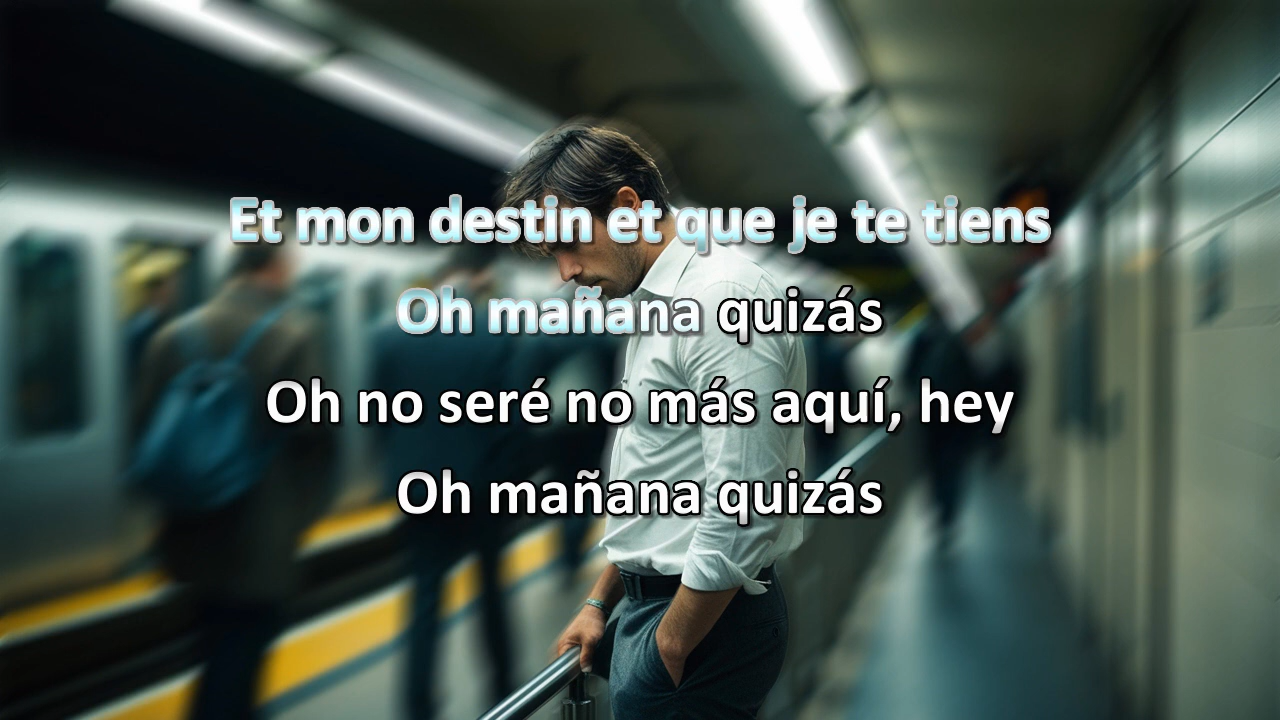 Et mon destin et que je te tiens
Oh mañana quizás
Oh no seré no más aquí, hey
Oh mañana quizás